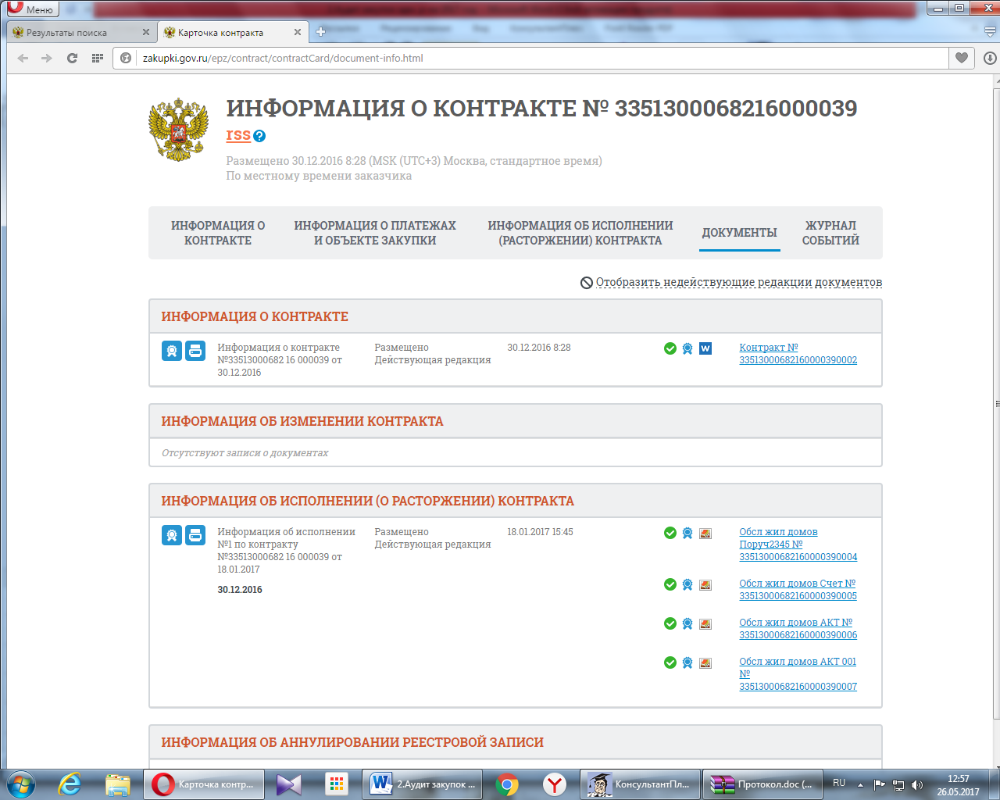 Меню
Результаты поиска
Карточка контракта
zakupki.gov.ru/epz/contract/contractCard/document-info.html
ИНФОРМАЦИЯ О КОНТРАКТЕ № 3351300068216000039
rss ?
Размещено 30.12.2016 8:28 (MSK (UTC+3) Москва, стандартное время)
По местному времени заказчика
ИНФОРМАЦИЯ О
КОНТРАКТЕ
ИНФОРМАЦИЯ О ПЛАТЕЖАХ
И ОБЪЕКТЕ ЗАКУПКИ
ИНФОРМАЦИЯ ОБ ИСПОЛНЕНИИ
(РАСТОРЖЕНИИ) КОНТРАКТА
ДОКУМЕНТЫ
ЖУРНАЛ
СОБЫТИЙ
Отобразить недействующие редакции документов
ИНФОРМАЦИЯ О КОНТРАКТЕ
Информация о контракте
№33513000682 16 000039 от
30.12.2016
Размещено
Действующая редакция
30.12.2016 8:28
W
Контракт №
33513000682160000390002
ИНФОРМАЦИЯ ОБ ИЗМЕНЕНИИ КОНТРАКТА
Отсутствуют записи о документах
ИНФОРМАЦИЯ ОБ ИСПОЛНЕНИИ (О РАСТОРЖЕНИИ) КОНТРАКТА
Информация об исполнении
№1 по контракту
№33513000682 16 000039 от
18.01.2017
30.12.2016
Размещено
Действующая редакция
18.01.2017 15:45
Обсл жил домов
Поруч2345 №
33513000682160000390004
Обсл жил домов Счет №
33513000682160000390005
Обсл жил домов АКТ №
33513000682160000390006
Обсл жил домов АКТ 001
№
33513000682160000390007
ИНФОРМАЦИЯ ОБ АННУЛИРОВАНИИ РЕЕСТРОВОЙ ЗАПИСИ
Карточка контр...
2.Аудит закупок ...
КонсультантПл...
Протокол.doc (...
RU
12:57
26.05.2017